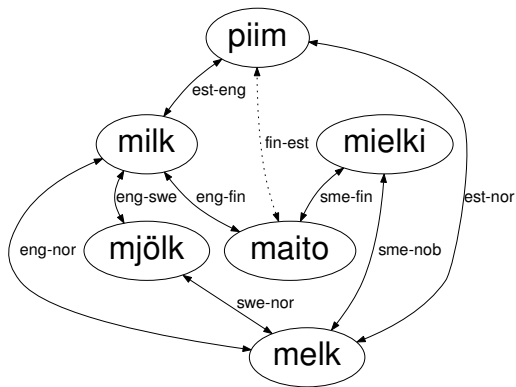 piim
est-eng
milk
fin-est
mielki
eng-swe
eng-fin
sme-fin
est-nor
eng-nor
mjölk
maito
sme-nob
swe-nor
melk